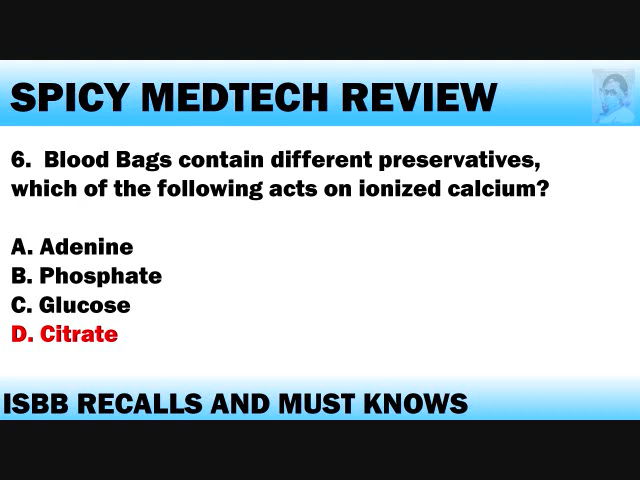 SPICY MEDTECH REVIEW
6. Blood Bags contain different preservatives,
which of the following acts on ionized calcium?
A. Adenine
B. Phosphate
C. Glucose
D. Citrate
ISBB RECALLS AND MUST KNOWS